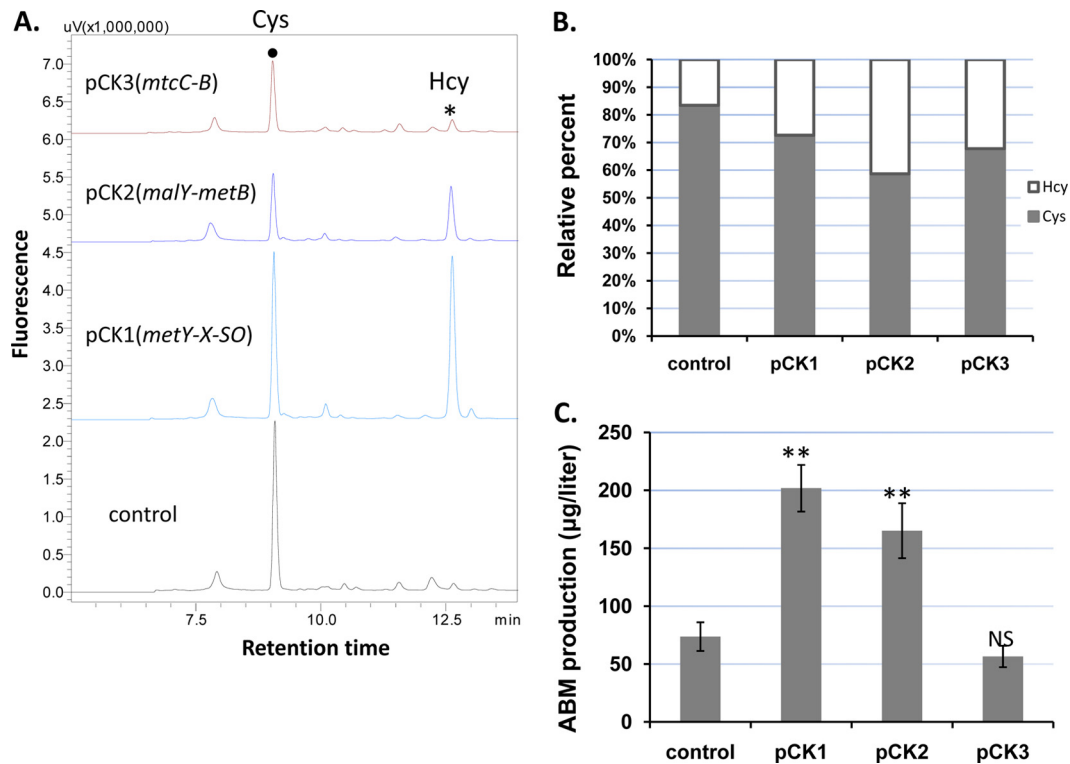 A.
uV(x1,000,000)
Cys
●
7.0
pCK3(mtcC-B)
Hcy
*
6.5
6.0
5.5
pCK2(malY-metB)
5.0
4.5
4.0
pCK1(metY-X-SO)
3.5
3.0
2.5
2.0
1.5
control
1.0
0.5
0.0
Fluorescence
7.5 10.0 12.5 min
Retention time
B.
100%
90%
80%
70%
60%
50%
40%
30%
20%
10%
0%
Relative percent
Hcy
Cys
control pCK1 pCK2 pCK3
C.
250
200
150
100
50
0
ABM production (µg/liter)
**
**
NS
control pCK1 pCK2 pCK3